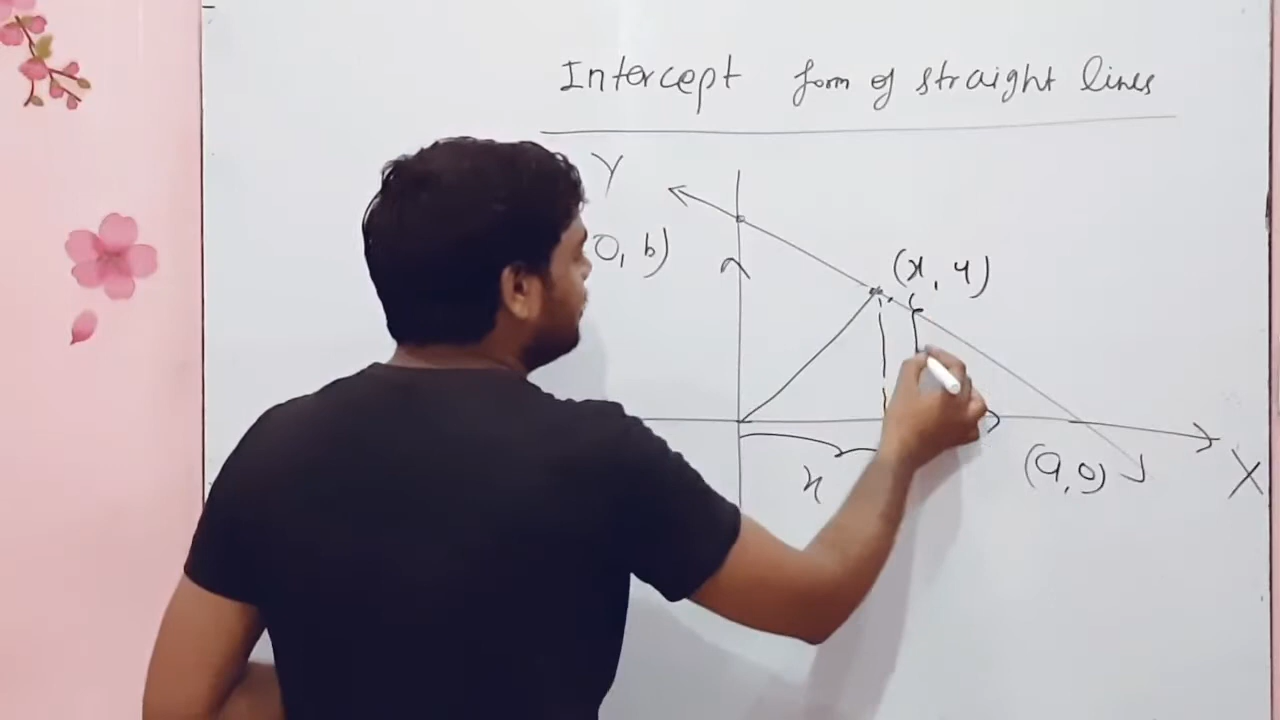 Intercept form of straight lines
Y
0, b)
(x, y)
x
(a, 0)
X